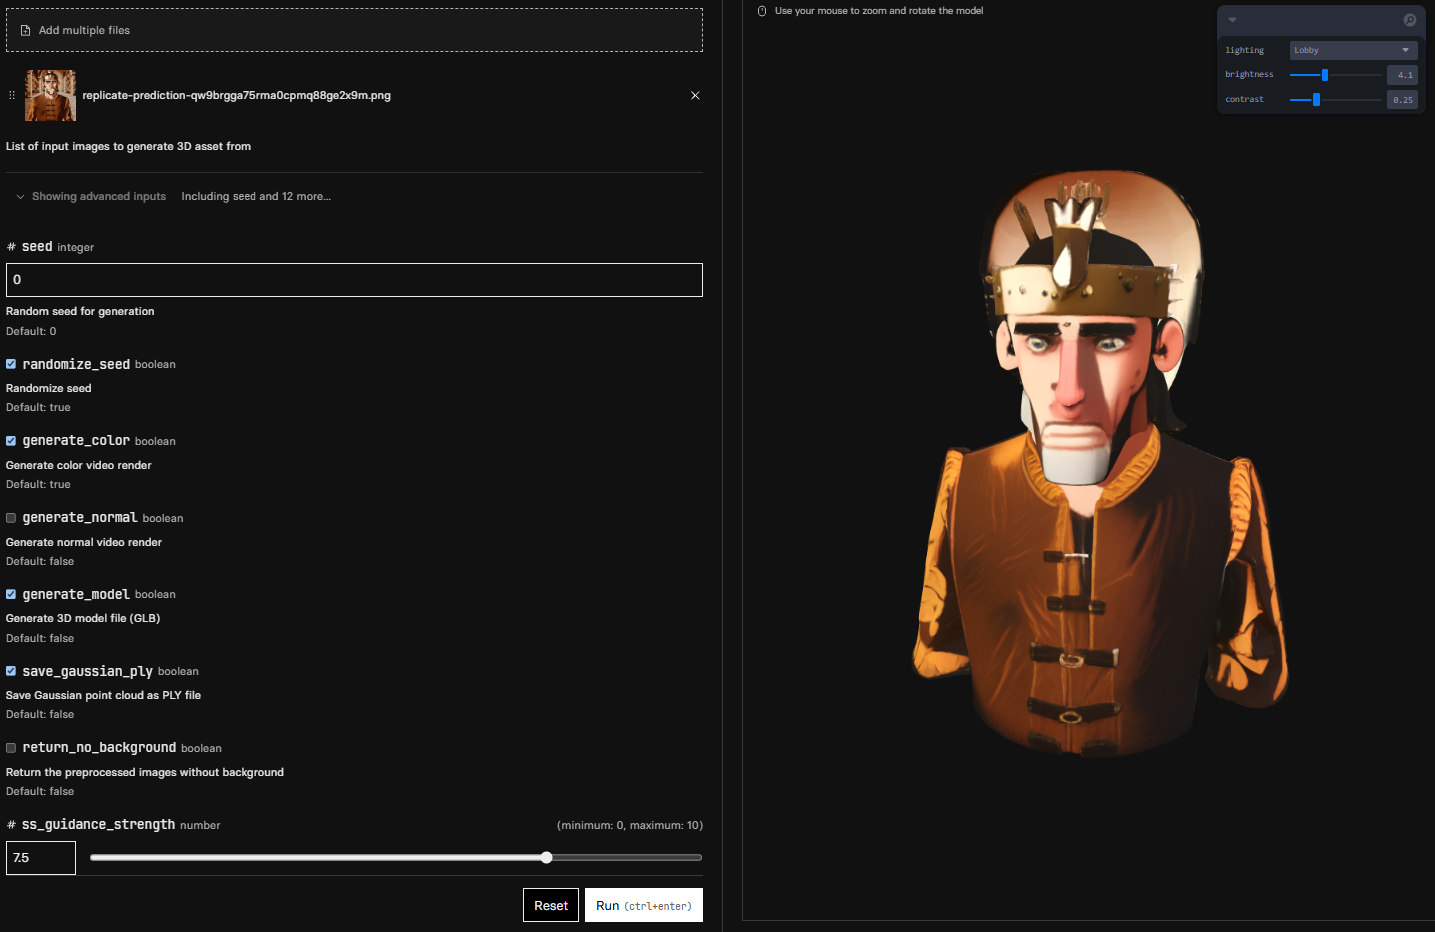 Add multiple files
replicate-prediction-qw9brgga75rma0cpmq88ge2x9m.png
List of input images to generate 3D asset from
Showing advanced inputs Including seed and 12 more...
# seed integer
0
Random seed for generation
Default: 0
randomize_seed boolean
Randomize seed
Default: true
generate_color boolean
Generate color video render
Default: true
generate_normal boolean
Generate normal video render
Default: false
generate_model boolean
Generate 3D model file (GLB)
Default: false
save_gaussian_ply boolean
Save Gaussian point cloud as PLY file
Default: false
return_no_background boolean
Return the preprocessed images without background
Default: false
# ss_guidance_strength number (minimum: 0, maximum: 10)
7.5
Reset Run (ctrl+enter)
Use your mouse to zoom and rotate the model
lighting Lobby
brightness 4.1
contrast 0.25